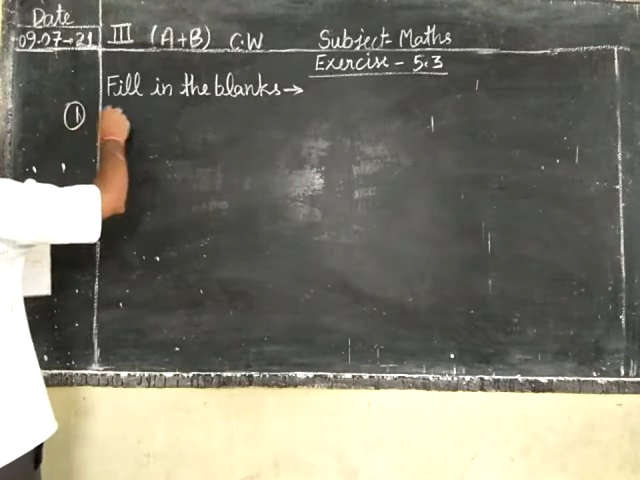 Date
09.07.21 III (A+B) C.W Subject- Maths
Exercise - 5.3
Fill in the blanks→
①